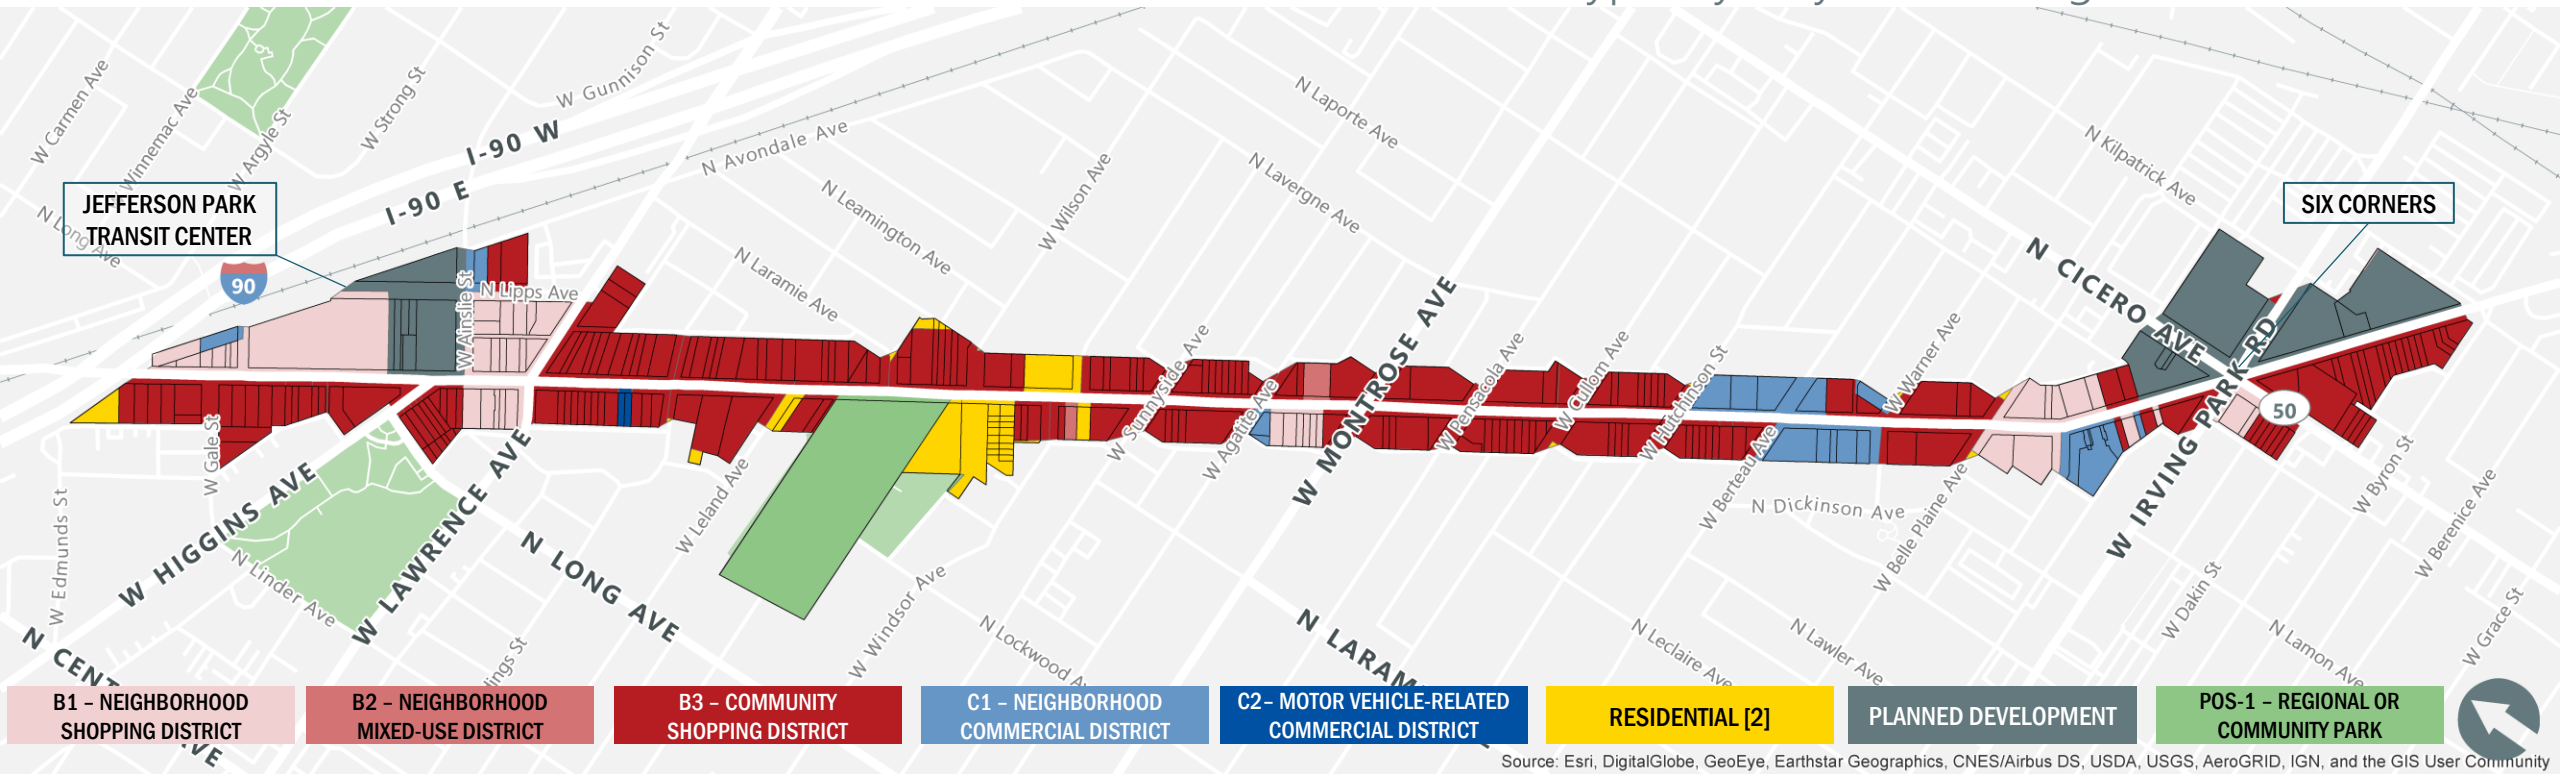 W Carmen Ave
W Winnemac Ave
W Argyle St
W Strong St
W Gunnison St
I-90 W
I-90 E
N Avondale Ave
N Long Ave
JEFFERSON PARK
TRANSIT CENTER
90
W Ainslie St
N Lipps Ave
N Laramie Ave
N Leamington Ave
W Wilson Ave
N Laporte Ave
N Lavergne Ave
N Kilpatrick Ave
SIX CORNERS
N CICERO AVE
W IRVING PARK RD
50
W Gale St
W Edmunds St
W HIGGINS AVE
N Linder Ave
W LAWRENCE AVE
N LONG AVE
W Leland Ave
W Windsor Ave
N Lockwood
W Sunnyside Ave
W Agatite Ave
W MONTROSE AVE
W Pensacola Ave
W Cullom Ave
W Hutchinson St
W Berteau Ave
W Warner Ave
N Dickinson Ave
W Belle Plaine Ave
W Byron St
W Berenice Ave
W Dakin St
W Grace St
N Lamon Ave
N Lawler Ave
N Leclaire Ave
B1 – NEIGHBORHOOD
SHOPPING DISTRICT
B2 – NEIGHBORHOOD
MIXED-USE DISTRICT
B3 – COMMUNITY
SHOPPING DISTRICT
C1 – NEIGHBORHOOD
COMMERCIAL DISTRICT
C2– MOTOR VEHICLE-RELATED
COMMERCIAL DISTRICT
RESIDENTIAL [2]
PLANNED DEVELOPMENT
POS-1 – REGIONAL OR
COMMUNITY PARK
Source: Esri, DigitalGlobe, GeoEye, Earthstar Geographics, CNES/Airbus DS, USDA, USGS, AeroGRID, IGN, and the GIS User Community